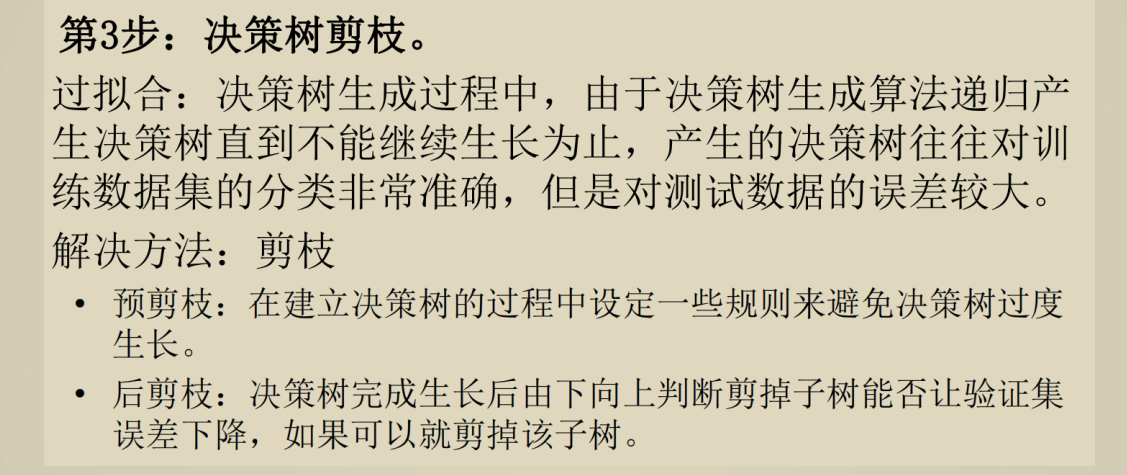 第3步：决策树剪枝。
过拟合：决策树生成过程中，由于决策树生成算法递归产
生决策树直到不能继续生长为止，产生的决策树往往对训
练数据集的分类非常准确，但是对测试数据的误差较大。
解决方法：剪枝
• 预剪枝：在建立决策树的过程中设定一些规则来避免决策树过度
生长。
• 后剪枝：决策树完成生长后由下向上判断剪掉子树能否让验证集
误差下降，如果可以就剪掉该子树。